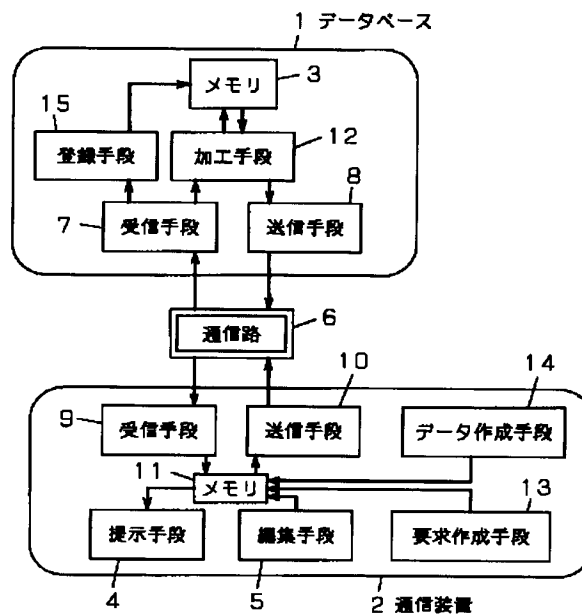 1 データベース
メモリ
3
15
登録手段
加工手段
12
8
7
受信手段
送信手段
通信路
6
10
14
9
受信手段
送信手段
データ作成手段
11
メモリ
13
提示手段
編集手段
要求作成手段
4
5
2 通信装置